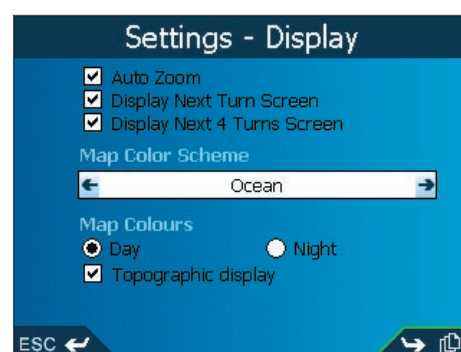 Settings - Display
Auto Zoom
Display Next Turn Screen
Display Next 4 Turns Screen
Map Color Scheme
Ocean
Map Colours
Day Night
Topographic display
ESC